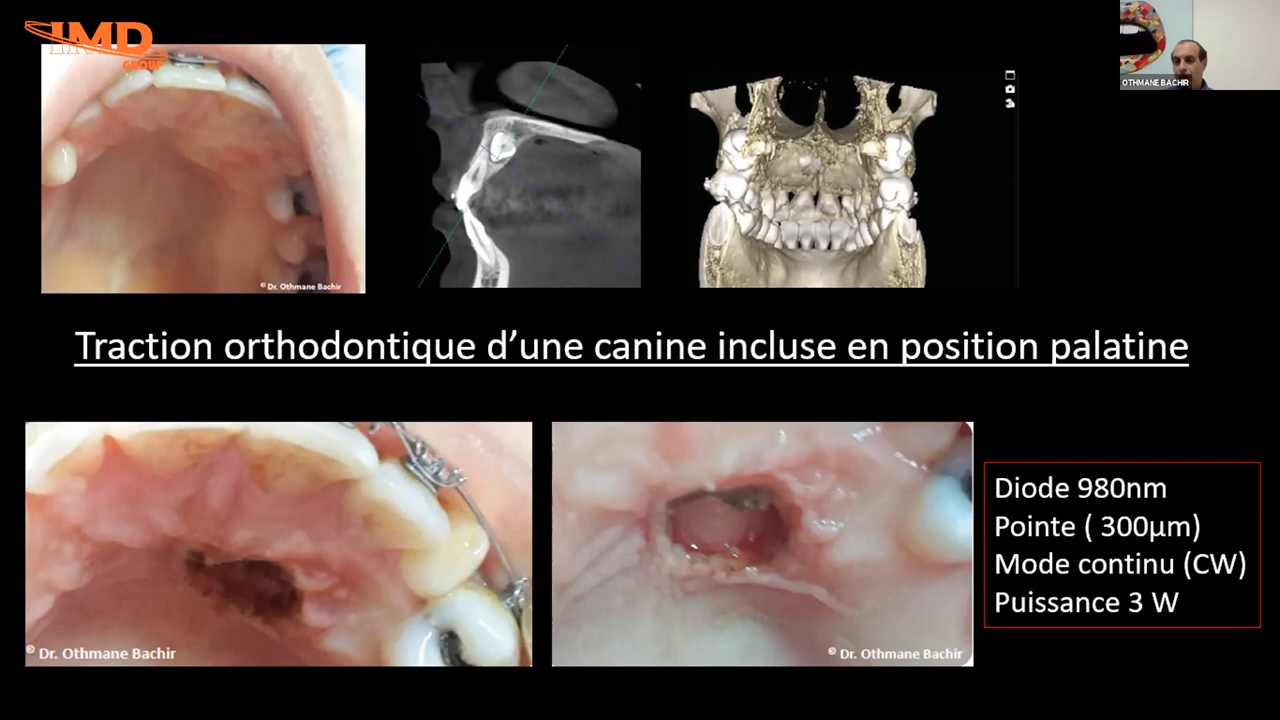 IMD
GROUP
OTHMANE BACHIR
© Dr. Othmane Bachir
Traction orthodontique d’une canine incluse en position palatine
© Dr. Othmane Bachir
© Dr. Othmane Bachir
Diode 980nm
Pointe ( 300µm)
Mode continu (CW)
Puissance 3 W